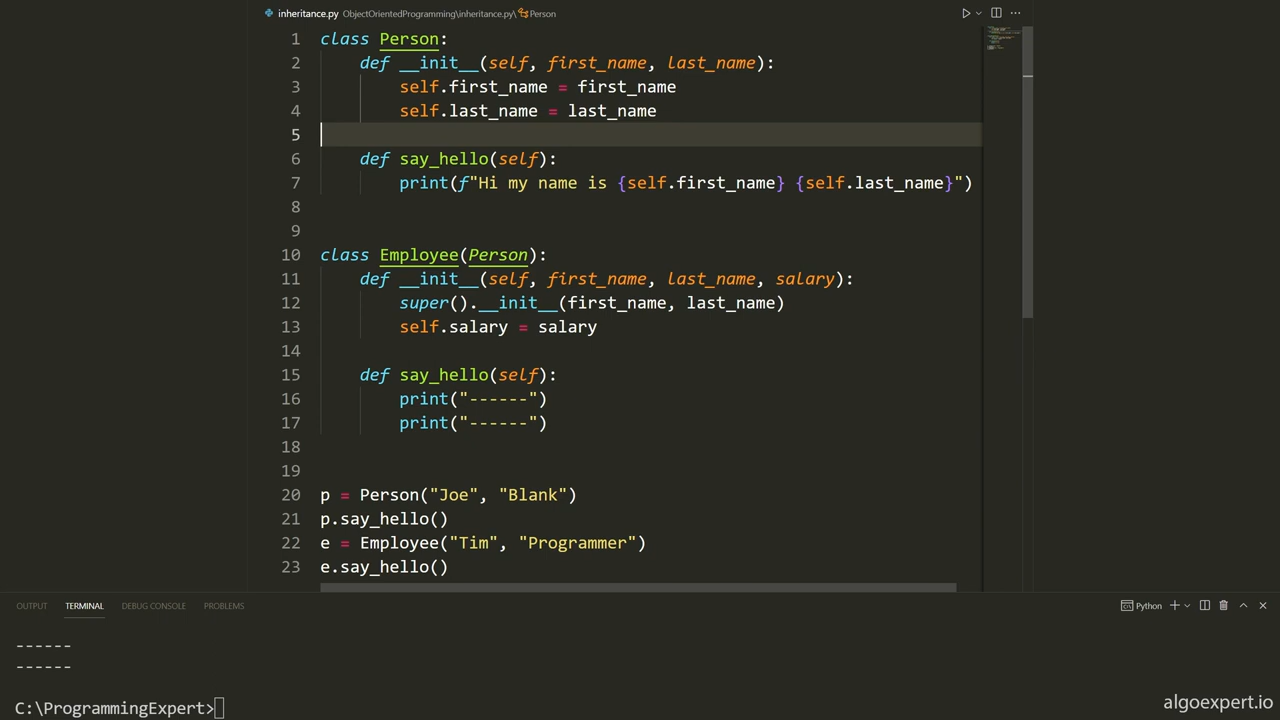 inheritance.py ObjectOrientedProgramming\inheritance.py\ Person
1 class Person:
2     def __init__(self, first_name, last_name):
3         self.first_name = first_name
4         self.last_name = last_name
5
6     def say_hello(self):
7         print(f"Hi my name is {self.first_name} {self.last_name}")
8
9
10 class Employee(Person):
11     def __init__(self, first_name, last_name, salary):
12         super().__init__(first_name, last_name)
13         self.salary = salary
14
15     def say_hello(self):
16         print("------")
17         print("------")
18
19
20 p = Person("Joe", "Blank")
21 p.say_hello()
22 e = Employee("Tim", "Programmer")
23 e.say_hello()
OUTPUT TERMINAL DEBUG CONSOLE PROBLEMS Python
------
------
C:\ProgrammingExpert>
algoexpert.io